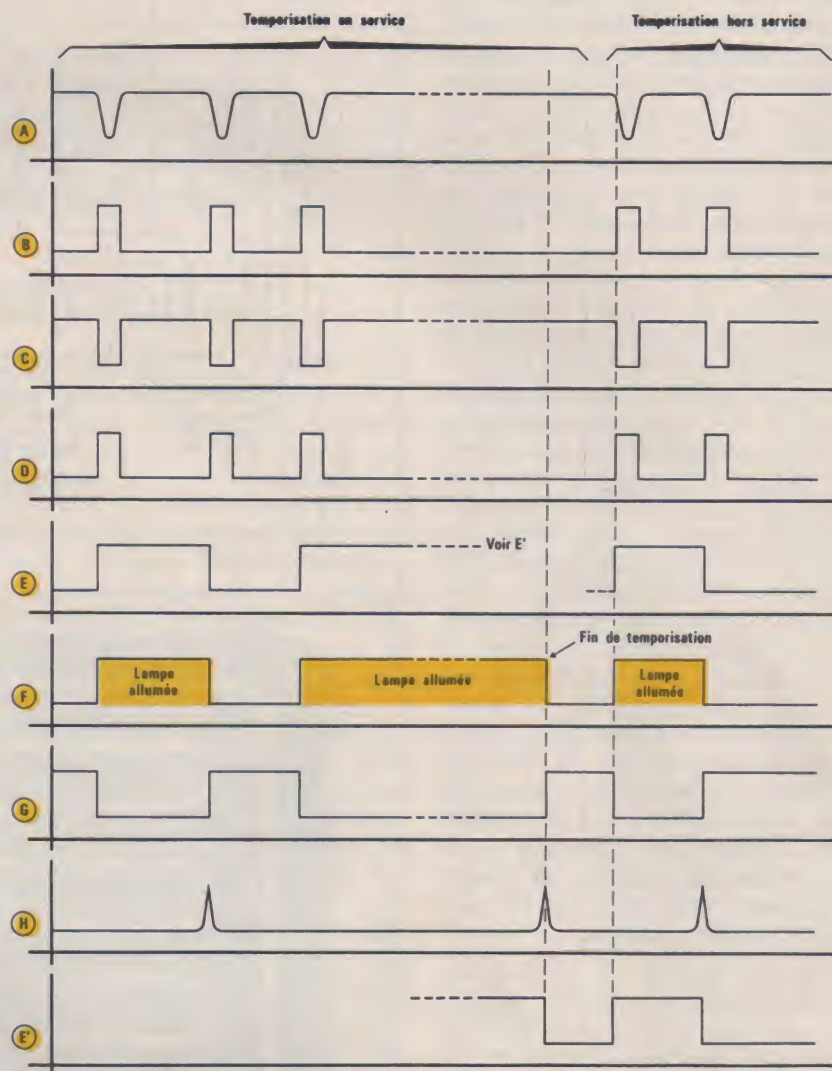 Temporisation en service
Temporisation hors service
A
B
C
D
E
Voir E'
Fin de temporisation
F
Lampe allumée
Lampe allumée
Lampe allumée
G
H
E'